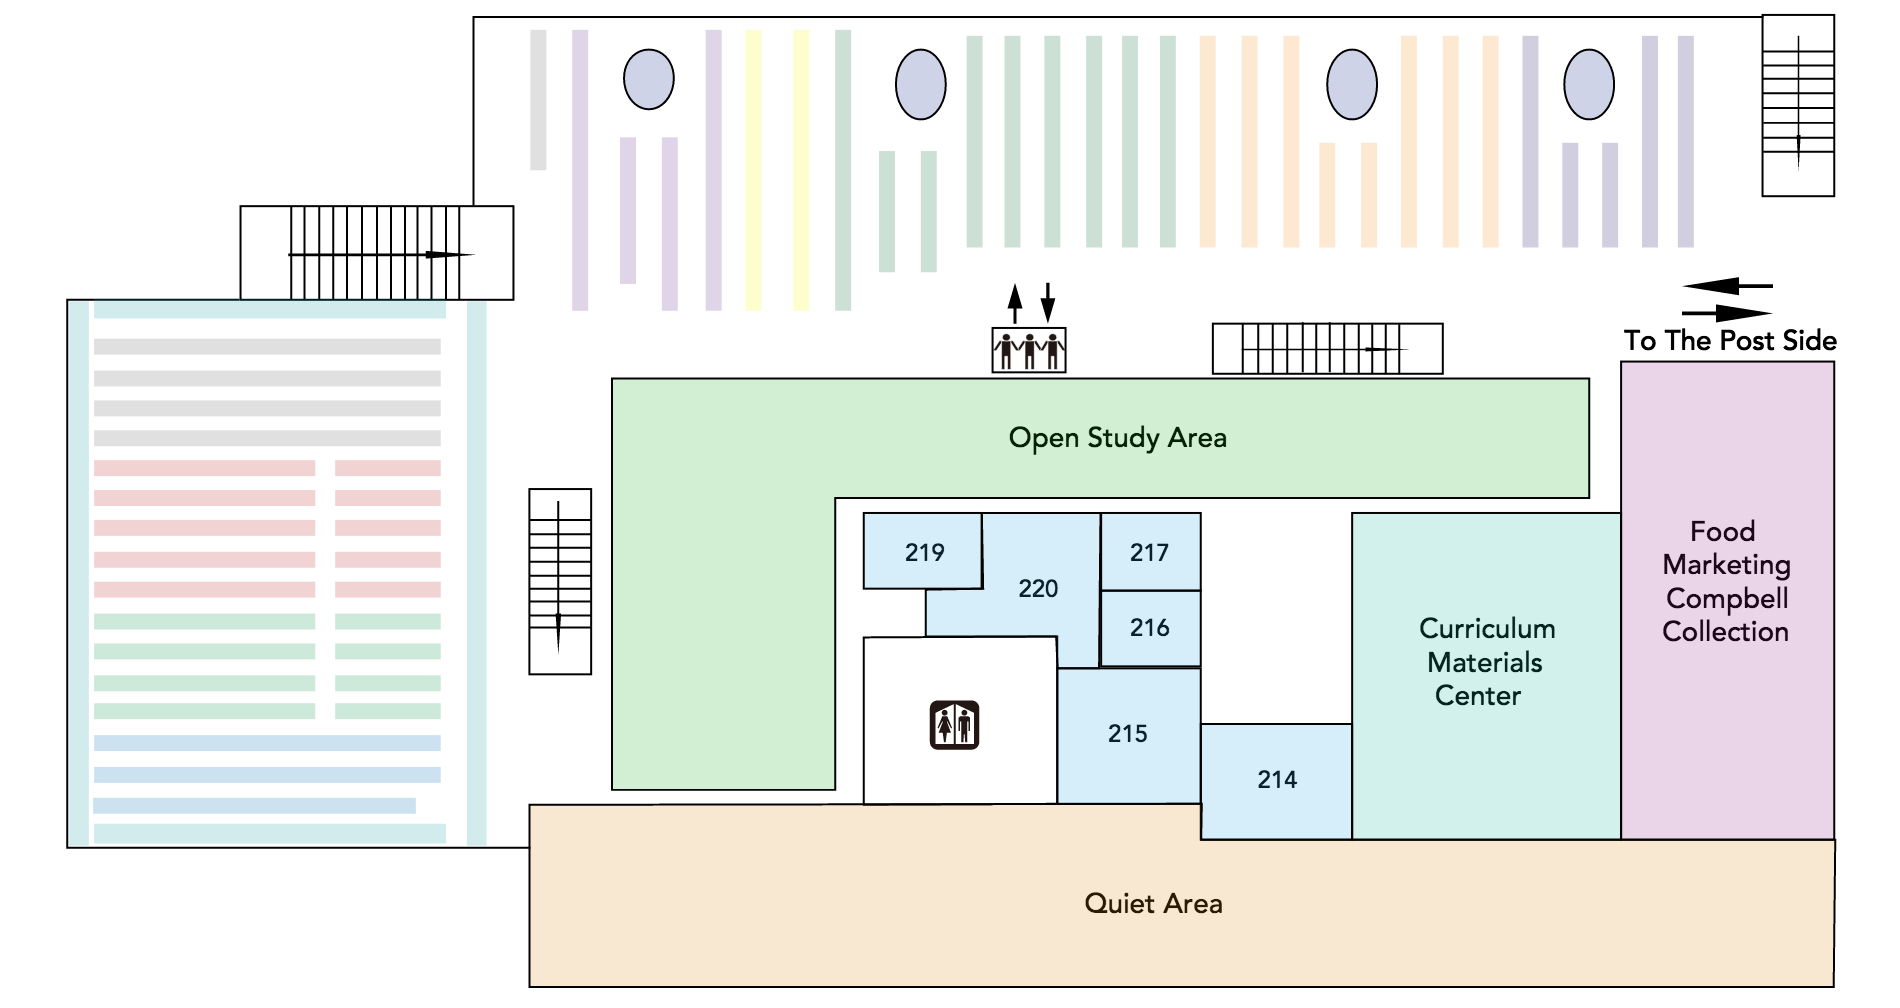 To The Post Side
Open Study Area
219
220
217
216
215
214
Curriculum
Materials
Center
Food
Marketing
Compbell
Collection
Quiet Area